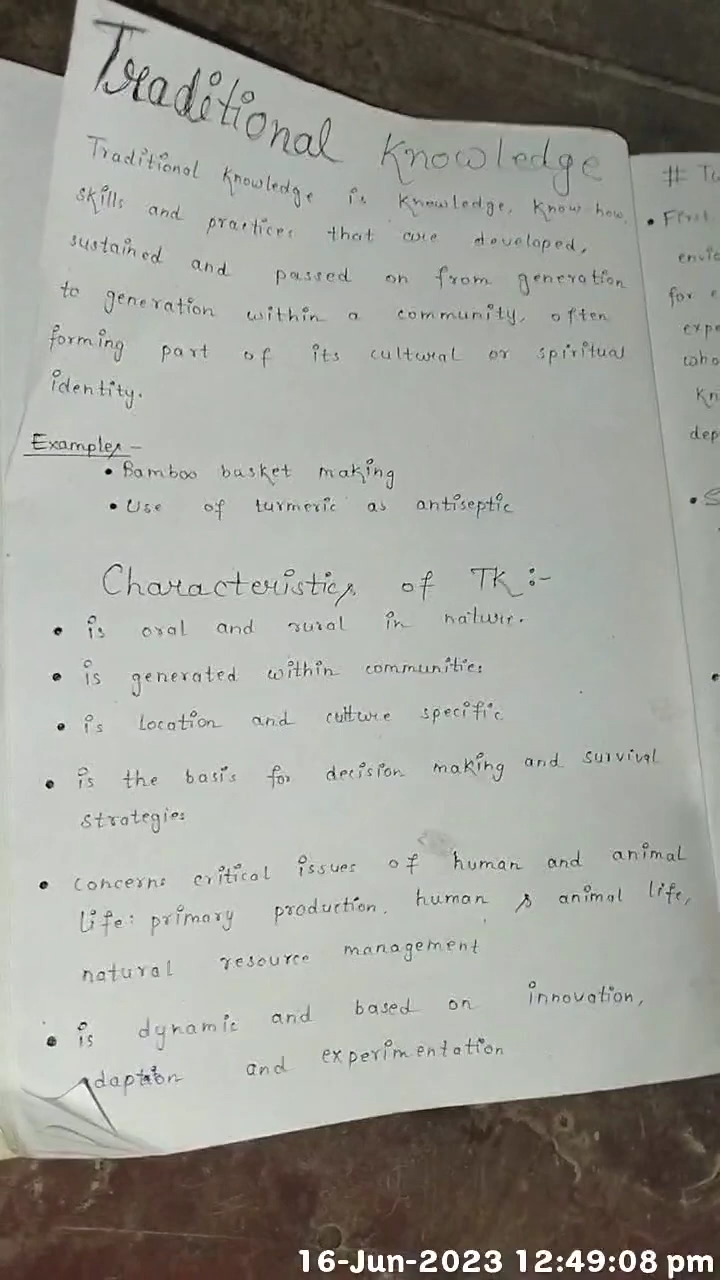 Traditional Knowledge
Traditional Knowledge is Knowledge, Know how,
skills and practices that are developed,
sustained and passed on from generation
to generation within a community, often
forming part of its cultural or spiritual
identity.
Examples -
• Bamboo basket making
• Use of turmeric as antiseptic
Characteristics of TK :-
• is oral and rural in nature.
• is generated within communities
• is location and culture specific
• is the basis for decision making and survival
strategies
• Concerns critical issues of human and animal
life: primary production, human & animal life,
natural resource management
• is dynamic and based on innovation,
adaption and experimentation
#
• First
for
Kn
dep
16-Jun-2023 12:49:08 pm